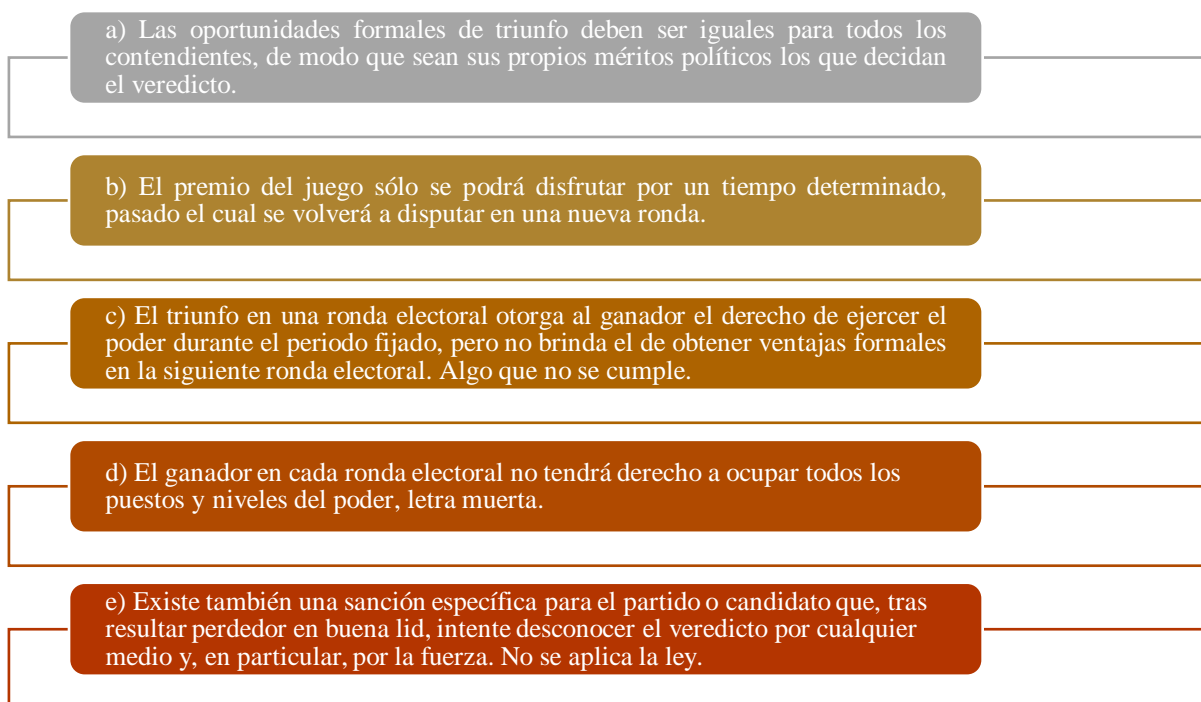 a) Las oportunidades formales de triunfo deben ser iguales para todos los
contendientes, de modo que sean sus propios méritos políticos los que decidan
el veredicto.
b) El premio del juego sólo se podrá disfrutar por un tiempo determinado,
pasado el cual se volverá a disputar en una nueva ronda.
c) El triunfo en una ronda electoral otorga al ganador el derecho de ejercer el
poder durante el periodo fijado, pero no brinda el de obtener ventajas formales
en la siguiente ronda electoral. Algo que no se cumple.
d) El ganador en cada ronda electoral no tendrá derecho a ocupar todos los
puestos y niveles del poder, letra muerta.
e) Existe también una sanción específica para el partido o candidato que, tras
resultar perdedor en buena lid, intente desconocer el veredicto por cualquier
medio y, en particular, por la fuerza. No se aplica la ley.